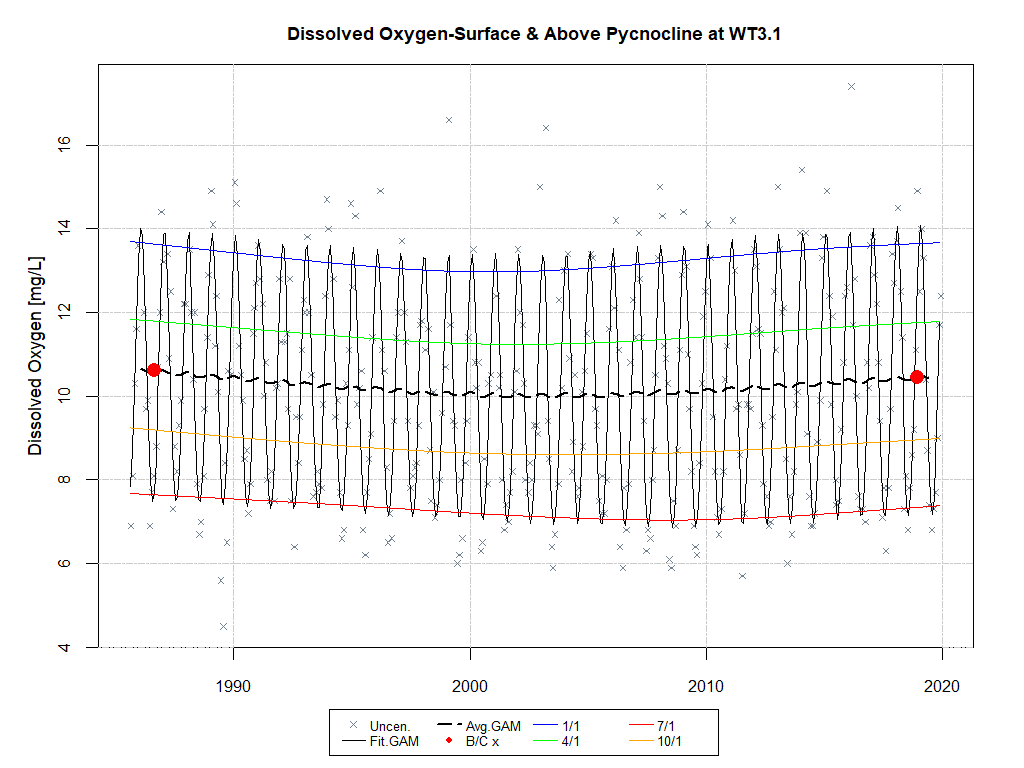 Dissolved Oxygen-Surface & Above Pycnocline at WT3.1
Dissolved Oxygen [mg/L]
16
14
12
10
8
6
4
1990 2000 2010 2020
Uncen. Avg.GAM 1/1 7/1
Fit.GAM B/C x 4/1 10/1